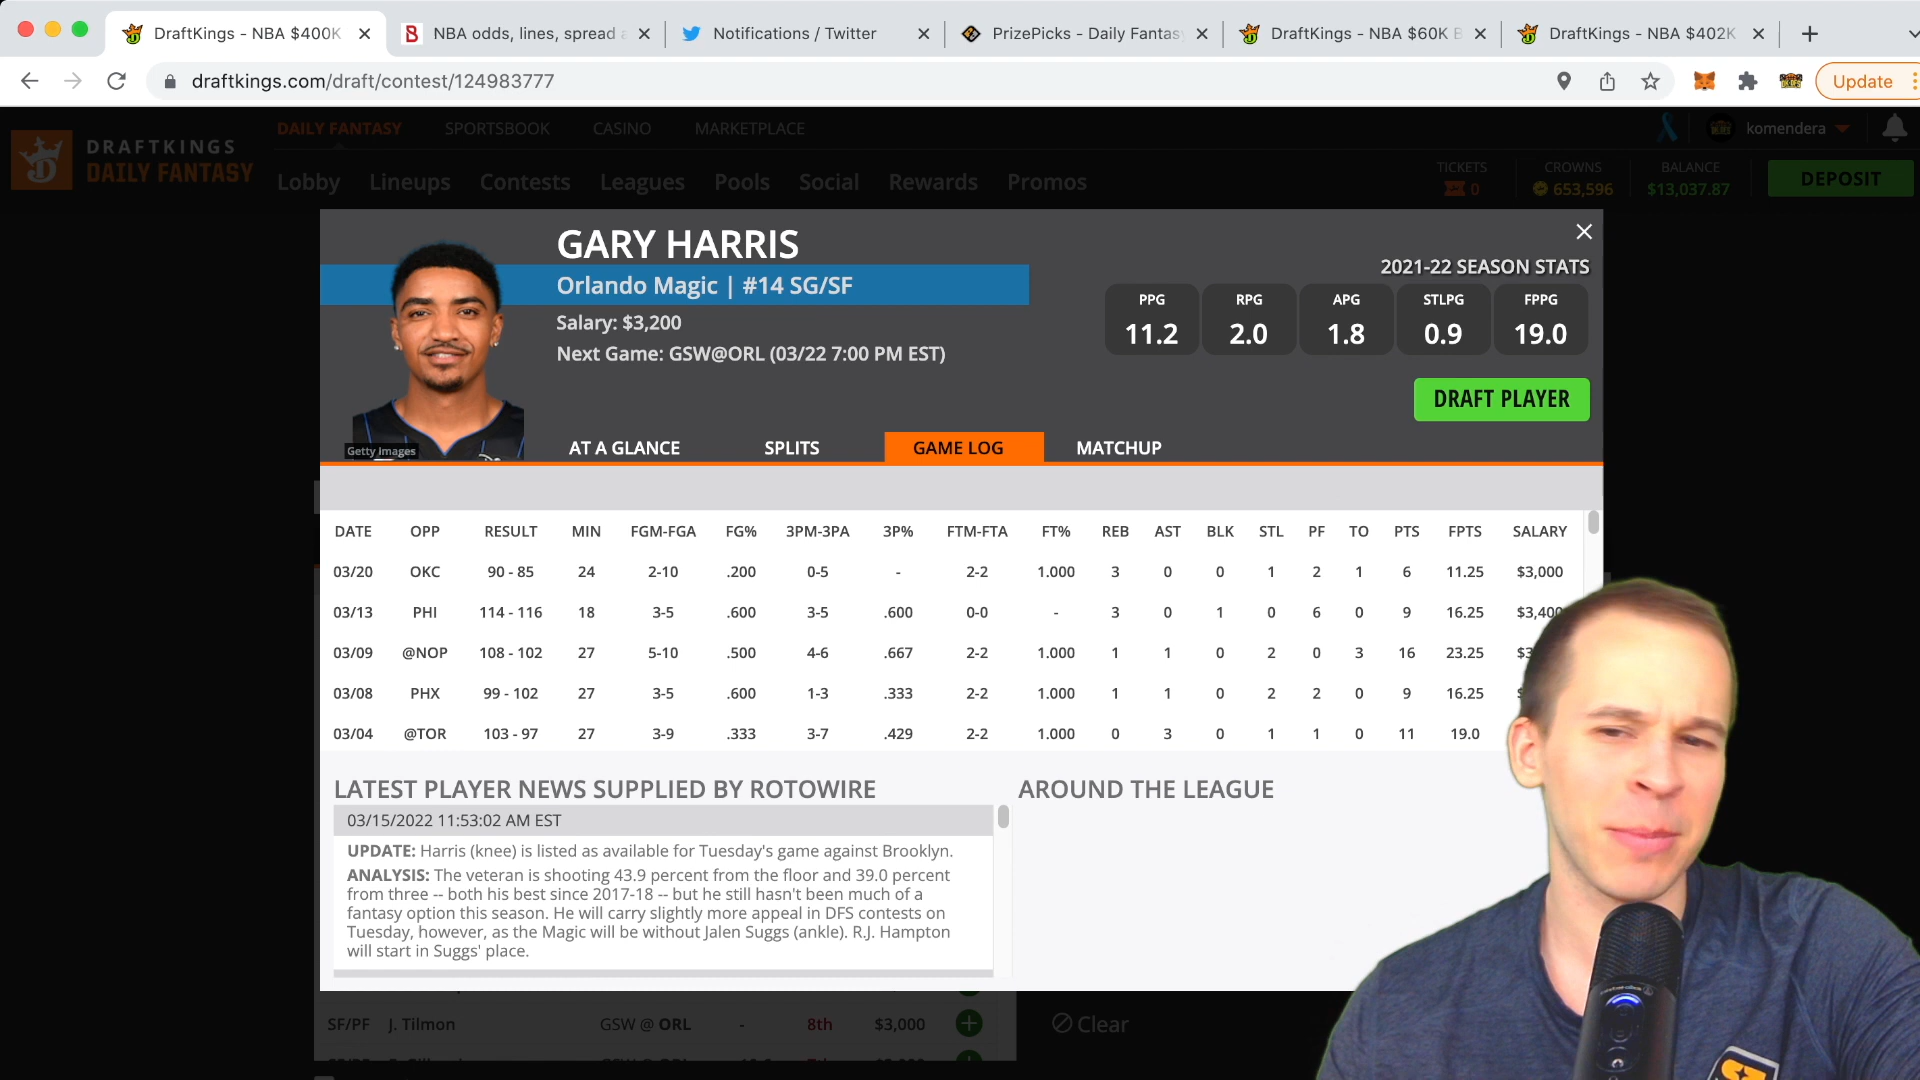 DraftKings - NBA $400K
NBA odds, lines, spread a
Notifications / Twitter
PrizePicks - Daily Fantasy
DraftKings - NBA $60K B
DraftKings - NBA $402K
draftkings.com/draft/contest/124983777
Update
DRAFTKINGS
DAILY FANTASY
DAILY FANTASY SPORTSBOOK CASINO MARKETPLACE
komendera
Lobby Lineups Contests Leagues Pools Social Rewards Promos
TICKETS 0
CROWNS 653,596
BALANCE $13,037.87
DEPOSIT
GARY HARRIS
Orlando Magic | #14 SG/SF
Salary: $3,200
Next Game: GSW@ORL (03/22 7:00 PM EST)
Getty Images
2021-22 SEASON STATS
PPG RPG APG STLPG FPPG
11.2 2.0 1.8 0.9 19.0
DRAFT PLAYER
AT A GLANCE SPLITS GAME LOG MATCHUP
DATE OPP RESULT MIN FGM-FGA FG% 3PM-3PA 3P% FTM-FTA FT% REB AST BLK STL PF TO PTS FPTS SALARY
03/20 OKC 90 - 85 24 2-10 .200 0-5 - 2-2 1.000 3 0 0 1 2 1 6 11.25 $3,000
03/13 PHI 114 - 116 18 3-5 .600 3-5 .600 0-0 - 3 0 1 0 6 0 9 16.25 $3,400
03/09 @NOP 108 - 102 27 5-10 .500 4-6 .667 2-2 1.000 1 1 0 2 0 3 16 23.25 $3
03/08 PHX 99 - 102 27 3-5 .600 1-3 .333 2-2 1.000 1 1 0 2 2 0 9 16.25
03/04 @TOR 103 - 97 27 3-9 .333 3-7 .429 2-2 1.000 0 3 0 1 1 0 11 19.0
LATEST PLAYER NEWS SUPPLIED BY ROTOWIRE
AROUND THE LEAGUE
03/15/2022 11:53:02 AM EST
UPDATE: Harris (knee) is listed as available for Tuesday's game against Brooklyn.
ANALYSIS: The veteran is shooting 43.9 percent from the floor and 39.0 percent
from three -- both his best since 2017-18 -- but he still hasn't been much of a
fantasy option this season. He will carry slightly more appeal in DFS contests on
Tuesday, however, as the Magic will be without Jalen Suggs (ankle). R.J. Hampton
will start in Suggs' place.
SF/PF J. Tilmon GSW @ ORL - 8th $3,000
Clear